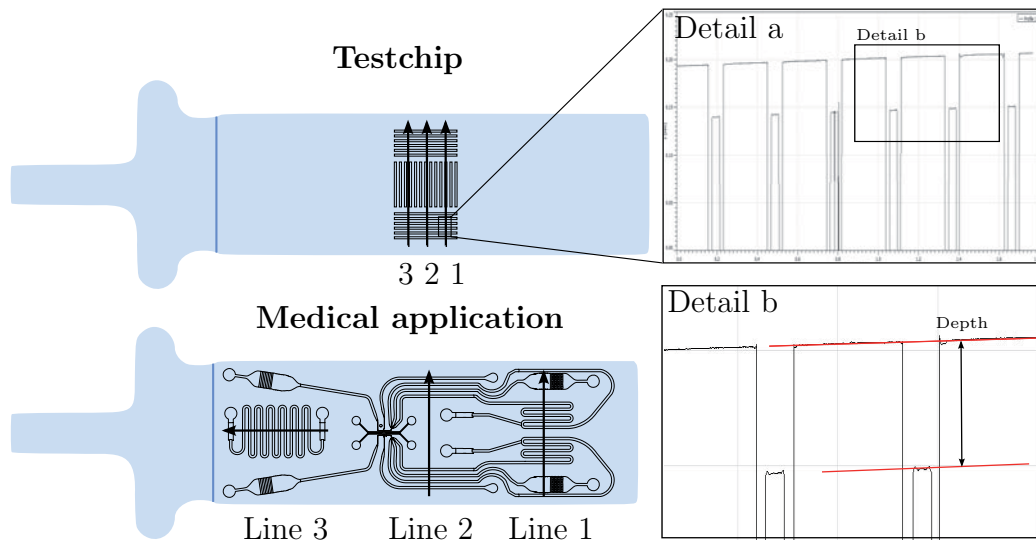 Testchip
Detail a
Detail b
3 2 1
Medical application
Detail b
Depth
Line 3
Line 2
Line 1